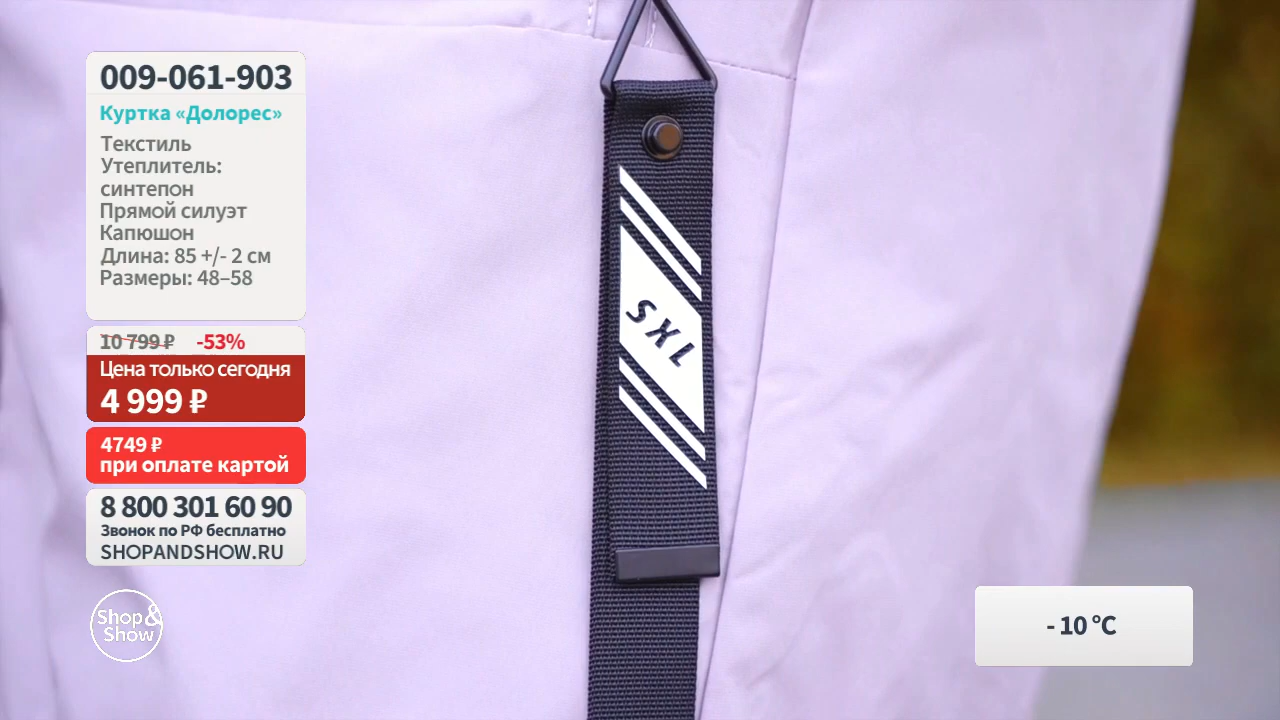 009-061-903
Куртка «Долорес»
Текстиль
Утеплитель:
синтепон
Прямой силуэт
Капюшон
Длина: 85 +/- 2 см
Размеры: 48–58
10 799 ₽ -53%
Цена только сегодня
4 999 ₽
4749 ₽
при оплате картой
8 800 301 60 90
Звонок по РФ бесплатно
SHOPANDSHOW.RU
Shop&
Show
SXL
- 10 °C